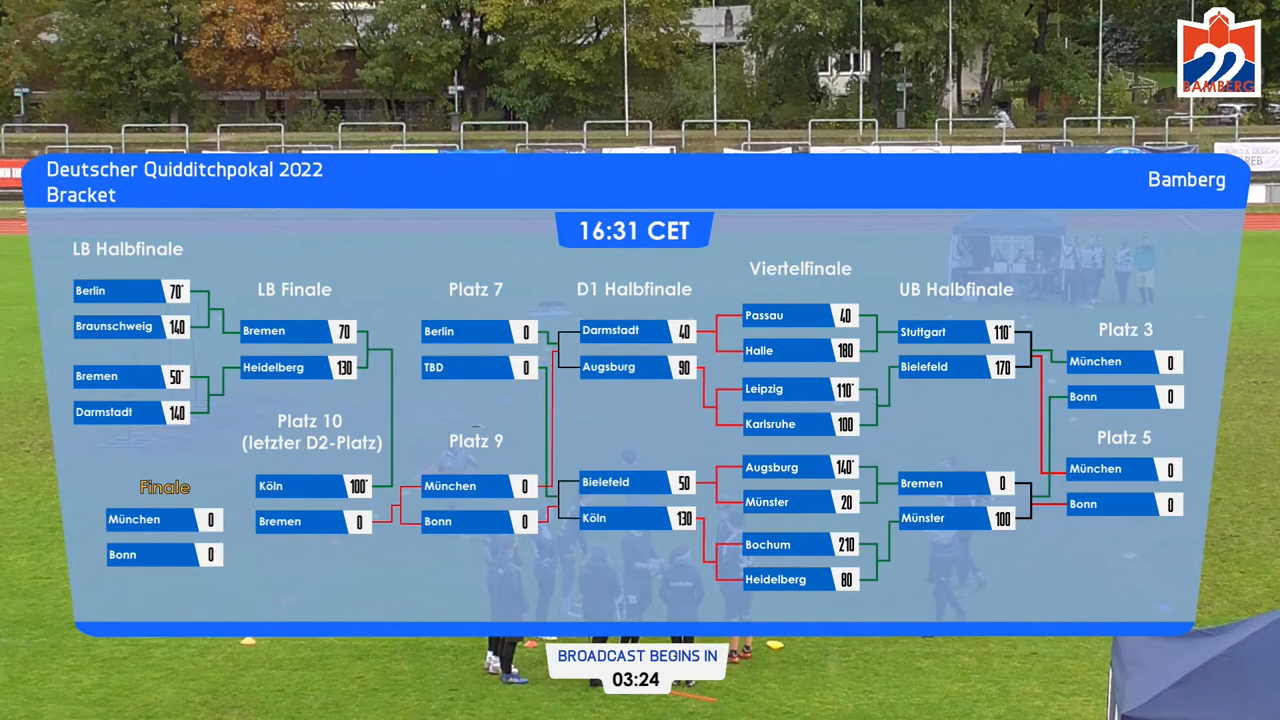 BAMBERG
Deutscher Quidditchpokal 2022
Bracket
Bamberg
16:31 CET
LB Halbfinale
Berlin 70*
Braunschweig 140
Bremen 50*
Darmstadt 140
LB Finale
Bremen 70
Heidelberg 130
Platz 10
(letzter D2-Platz)
Köln 100*
Bremen 0
Finale
München 0
Bonn 0
Platz 7
Berlin 0
TBD 0
Platz 9
München 0
Bonn 0
D1 Halbfinale
Darmstadt 40
Augsburg 90
Bielefeld 50
Köln 130
Viertelfinale
Passau 40
Halle 180
Leipzig 110*
Karlsruhe 100
Augsburg 140*
Münster 20
Bochum 210
Heidelberg 80
UB Halbfinale
Stuttgart 110*
Bielefeld 170
Bremen 0
Münster 100
Platz 3
München 0
Bonn 0
Platz 5
München 0
Bonn 0
BROADCAST BEGINS IN
03:24